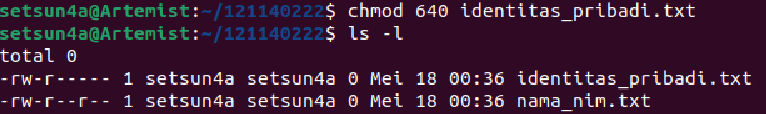 setsun4a@Artemist:~/121140222$ chmod 640 identitas_pribadi.txt
setsun4a@Artemist:~/121140222$ ls -l
total 0
-rw-r----- 1 setsun4a setsun4a 0 Mei 18 00:36 identitas_pribadi.txt
-rw-r--r-- 1 setsun4a setsun4a 0 Mei 18 00:36 nama_nim.txt